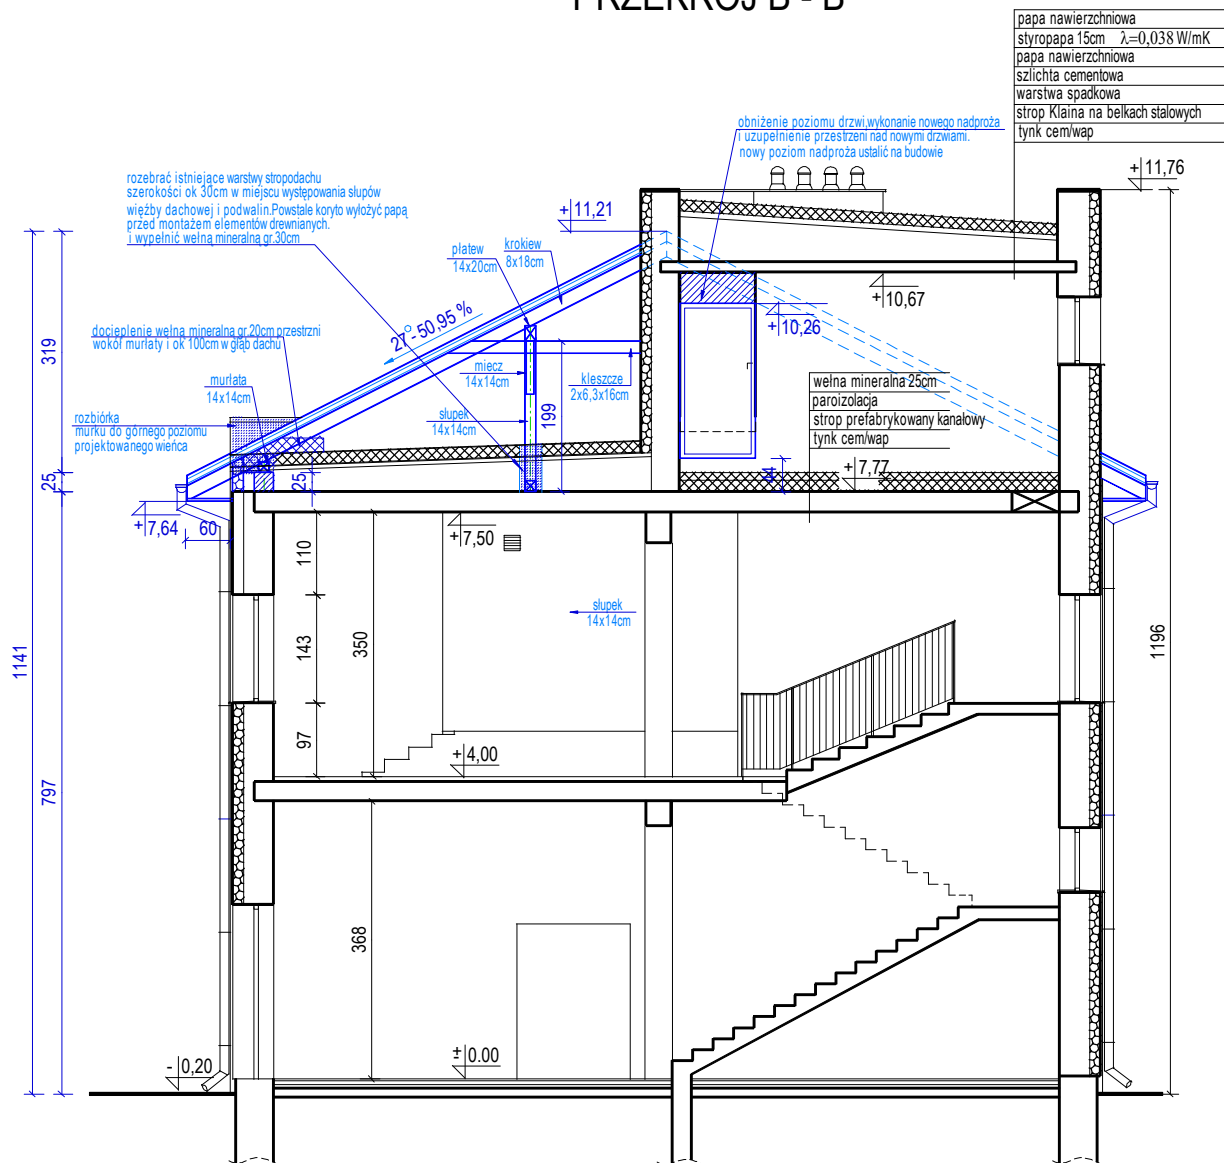 PRZEKRÓJ B - B
papa nawierzchniowa
styropapa 15cm λ=0,038 W/mK
papa nawierzchniowa
szlichta cementowa
warstwa spadkowa
strop Klaina na belkach stalowych
tynk cem/wap
obniżenie poziomu drzwi,wykonanie nowego nadproża
i uzupełnienie przestrzeni nad nowymi drzwiami.
nowy poziom nadproża ustalić na budowie
rozebrać istniejące warstwy stropodachu
szerokości ok 30cm w miejscu występowania słupów
więźby dachowej i podwalin.Powstałe koryto wyłożyć papą
przed montażem elementów drewnianych.
i wypełnić wełną mineralną gr.30cm
+11,76
+11,21
płatew
14x20cm
krokiew
8x18cm
+10,67
+10,26
27° - 50,95 %
docieplenie wełną mineralną gr.20cm przestrzni
wokół murłaty i ok 100cm w głąb dachu
319
murłata
14x14cm
miecz
14x14cm
kleszcze
2x6,3x16cm
wełna mineralna 25cm
paroizolacja
strop prefabrykowany kanałowy
tynk cem/wap
rozbiórka
murku do górnego poziomu
projektowanego wieńca
słupek
14x14cm
199
44
+7,77
25
25
+7,64
60
+7,50
110
słupek
14x14cm
143
350
1141
1196
97
+4,00
797
368
- 0,20
± 0.00